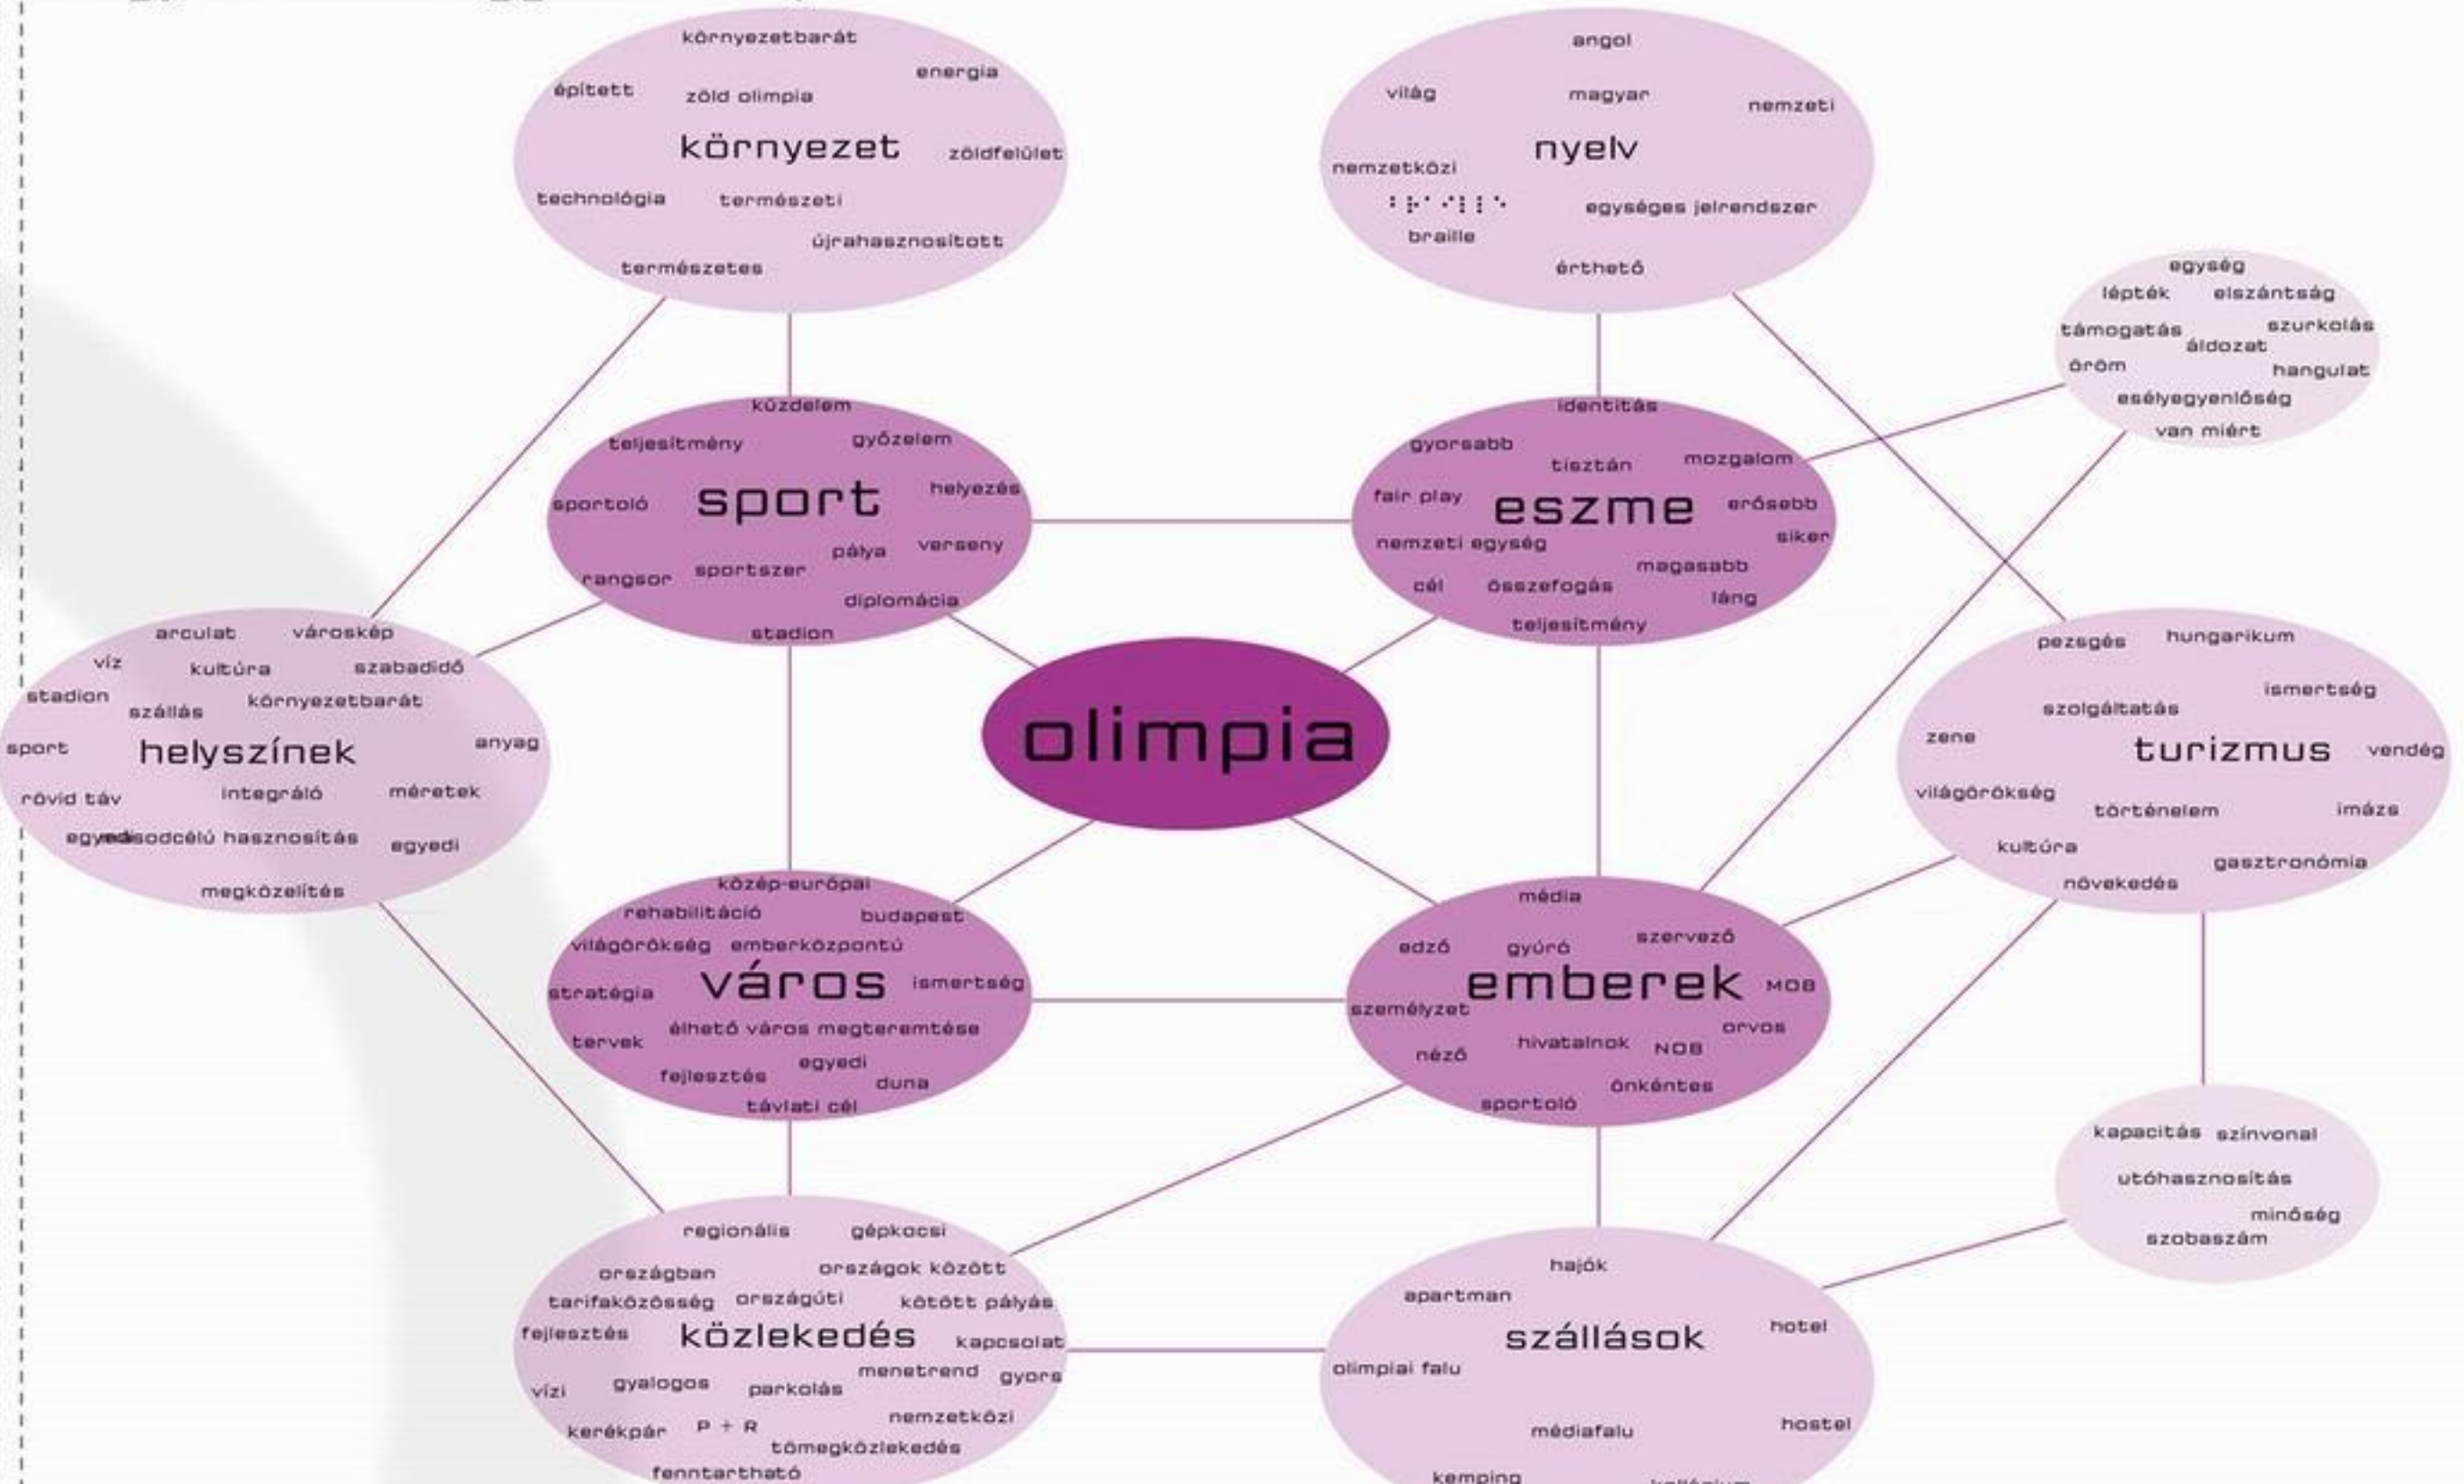 környezetbarát
energia
épített
zöld olimpia
környezet
zöldfelület
technológia
természeti
újrahasznosított
természetes
angol
világ
magyar
nemzeti
nyelv
nemzetközi
⠃⠗⠁⠊⠇⠇⠑
egységes jelrendszer
braille
érthető
egység
lépték
elszántság
támogatás
szurkolás
áldozat
öröm
hangulat
esélyegyenlőség
van miért
küzdelem
teljesítmény
győzelem
sport
helyezés
sportoló
pálya
verseny
sportszer
rangsor
diplomácia
stadion
identitás
gyorsabb
tisztán
mozgalom
fair play
eszme
erősebb
siker
nemzeti egység
magasabb
cél
összefogás
láng
teljesítmény
olimpia
arculat
városkép
víz
kultúra
szabadidő
stadion
szállás
környezetbarát
sport
helyszínek
anyag
rövid táv
integráló
méretek
egyedi
másodcélú hasznosítás
egyedi
megközelítés
pezsgés
hungarikum
ismertség
szolgáltatás
zene
turizmus
vendég
világörökség
történelem
imázs
kultúra
gasztronómia
növekedés
közép-európai
rehabilitáció
budapest
világörökség
emberközpontú
város
ismertség
stratégia
élhető város megteremtése
tervek
egyedi
fejlesztés
duna
távlati cél
média
edző
gyúró
szervező
emberek
MOB
személyzet
orvos
hivatalnok
NOB
néző
önkéntes
sportoló
kapacitás
színvonal
utóhasznosítás
minőség
szobaszám
regionális
gépkocsi
országban
országok között
tarifaközösség
országúti
kötött pályás
fejlesztés
közlekedés
kapcsolat
menetrend
gyors
vízi
gyalogos
parkolás
nemzetközi
kerékpár
P + R
tömegközlekedés
fenntartható
hajók
apartman
hotel
szállások
olimpiai falu
médiafalu
hostel
kemping